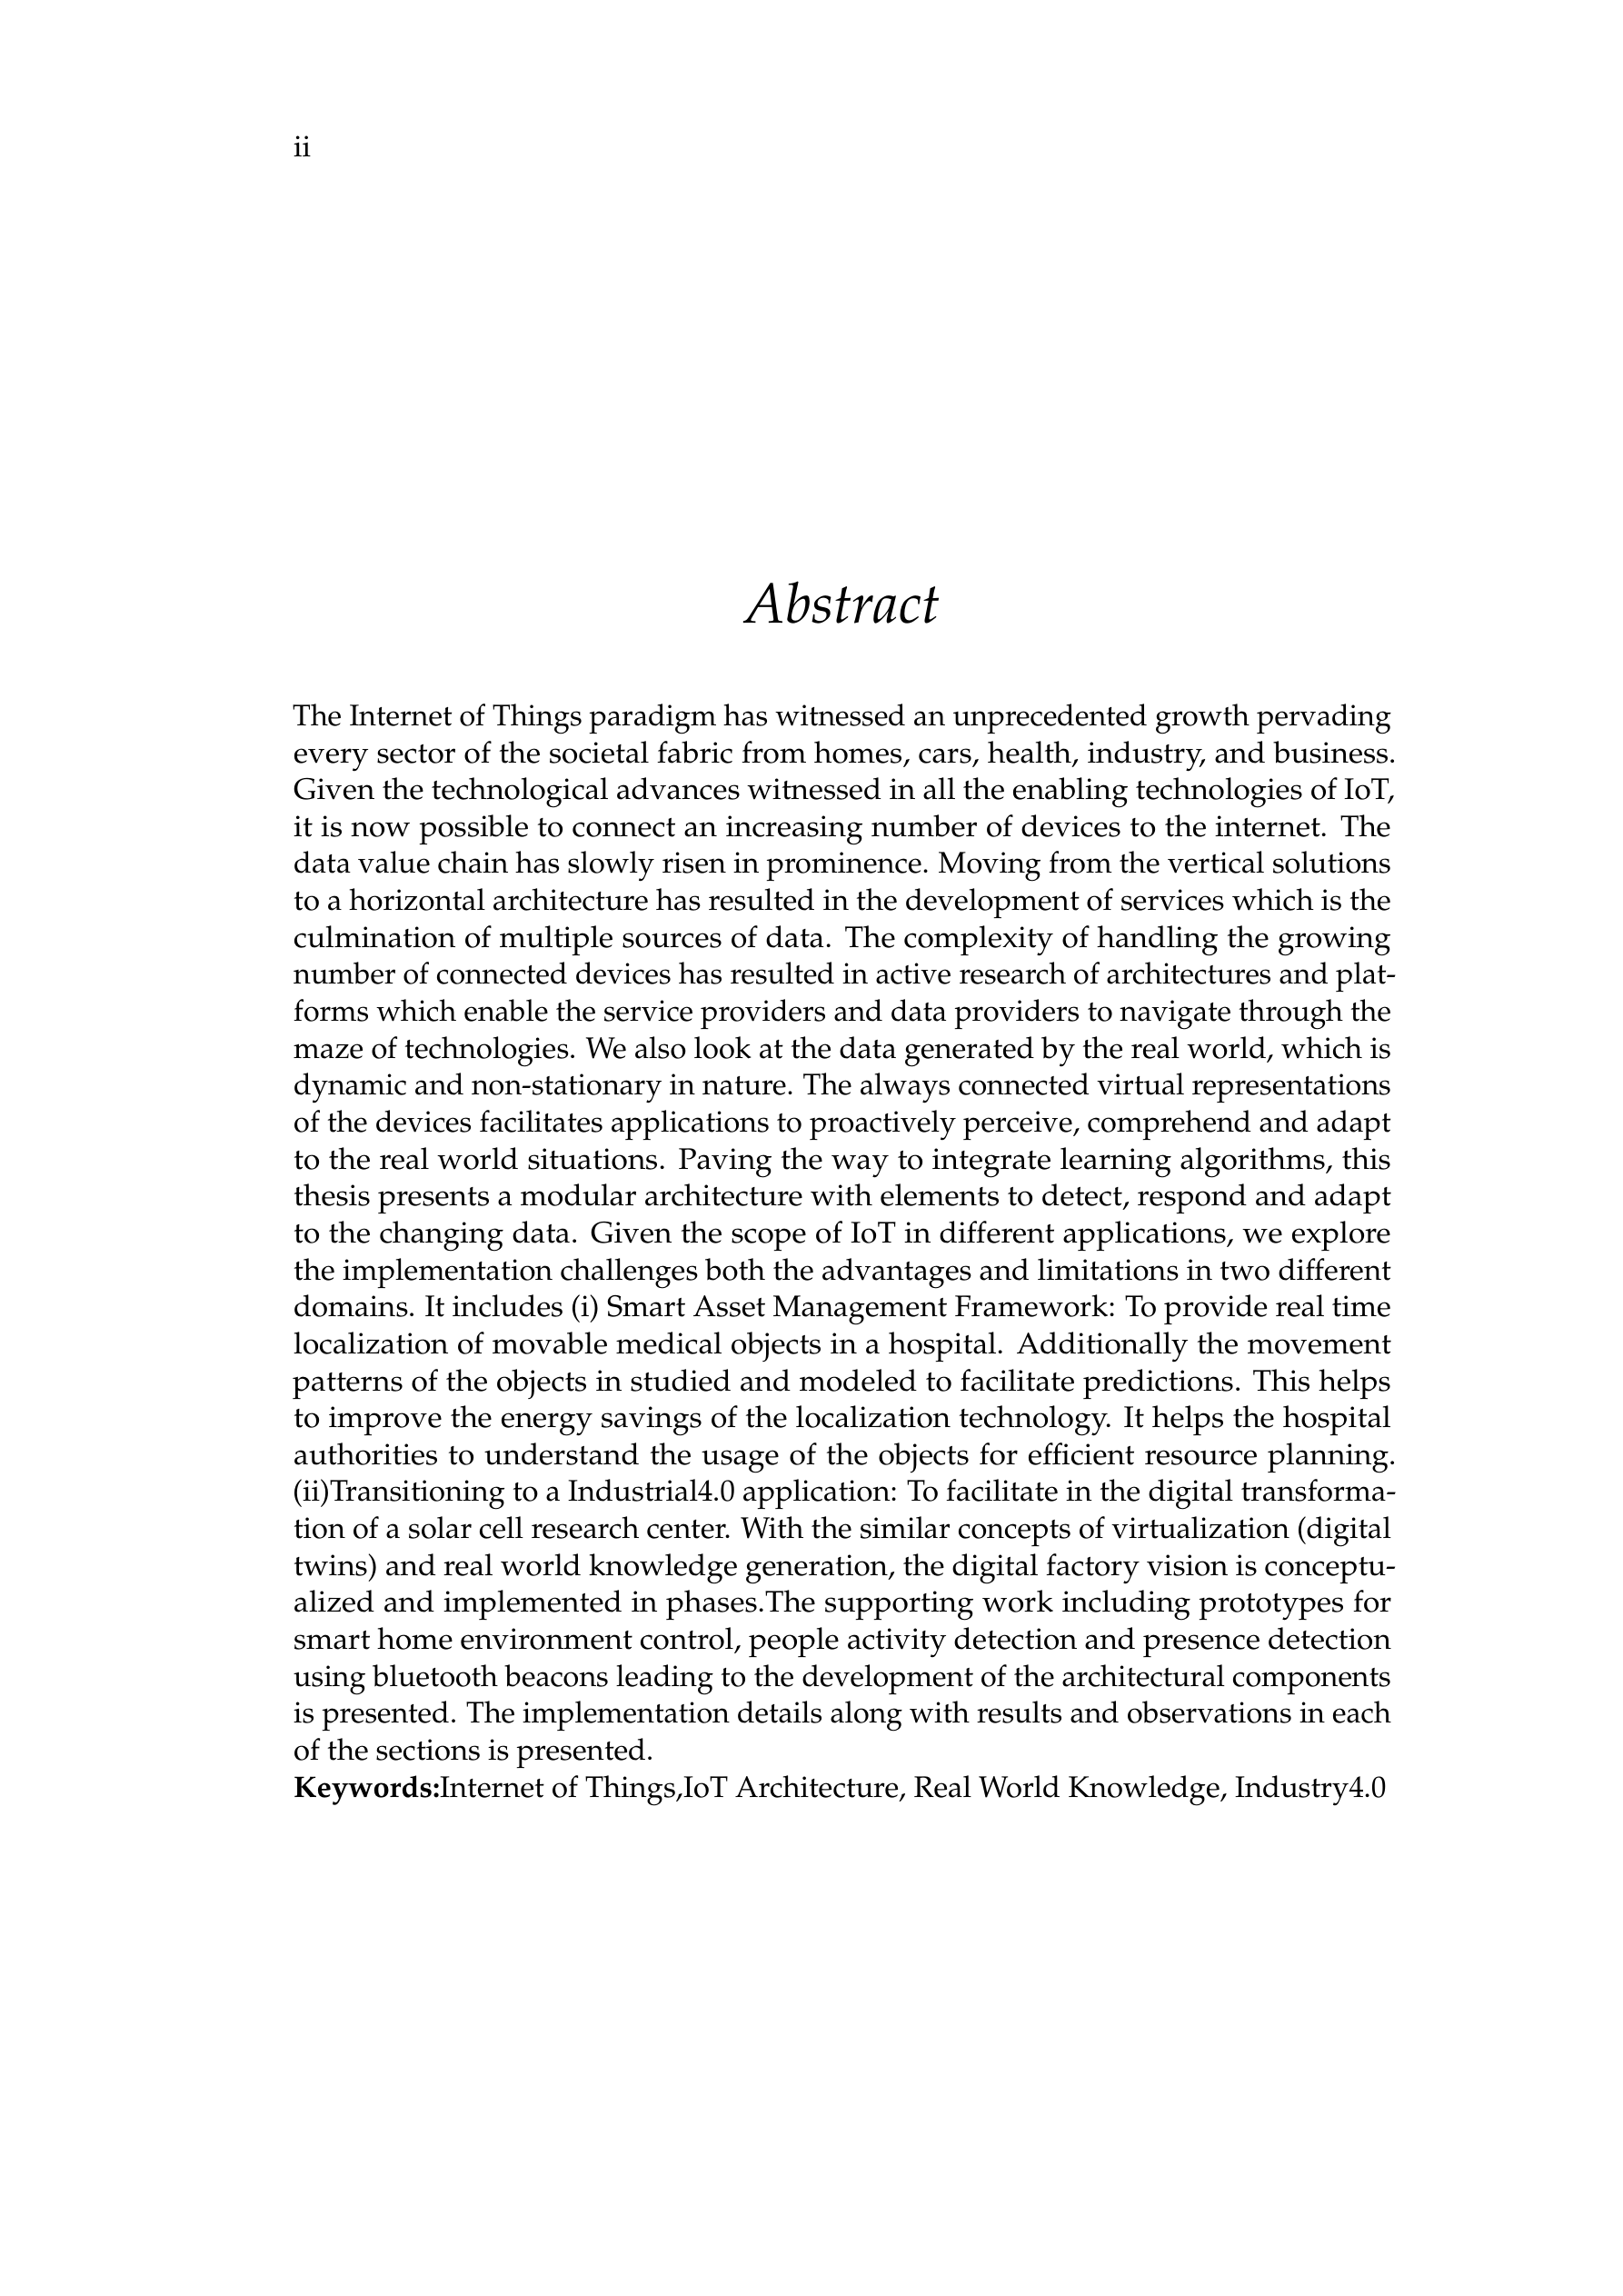 ii
Abstract
The Internet of Things paradigm has witnessed an unprecedented growth pervading
every sector of the societal fabric from homes, cars, health, industry, and business.
Given the technological advances witnessed in all the enabling technologies of IoT,
it is now possible to connect an increasing number of devices to the internet. The
data value chain has slowly risen in prominence. Moving from the vertical solutions
to a horizontal architecture has resulted in the development of services which is the
culmination of multiple sources of data. The complexity of handling the growing
number of connected devices has resulted in active research of architectures and plat-
forms which enable the service providers and data providers to navigate through the
maze of technologies. We also look at the data generated by the real world, which is
dynamic and non-stationary in nature. The always connected virtual representations
of the devices facilitates applications to proactively perceive, comprehend and adapt
to the real world situations. Paving the way to integrate learning algorithms, this
thesis presents a modular architecture with elements to detect, respond and adapt
to the changing data. Given the scope of IoT in different applications, we explore
the implementation challenges both the advantages and limitations in two different
domains. It includes (i) Smart Asset Management Framework: To provide real time
localization of movable medical objects in a hospital. Additionally the movement
patterns of the objects in studied and modeled to facilitate predictions. This helps
to improve the energy savings of the localization technology. It helps the hospital
authorities to understand the usage of the objects for efficient resource planning.
(ii)Transitioning to a Industrial4.0 application: To facilitate in the digital transforma-
tion of a solar cell research center. With the similar concepts of virtualization (digital
twins) and real world knowledge generation, the digital factory vision is conceptu-
alized and implemented in phases.The supporting work including prototypes for
smart home environment control, people activity detection and presence detection
using bluetooth beacons leading to the development of the architectural components
is presented. The implementation details along with results and observations in each
of the sections is presented.
Keywords:Internet of Things,IoT Architecture, Real World Knowledge, Industry4.0